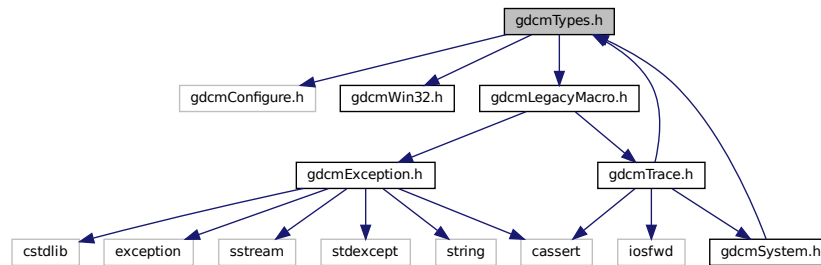 gdcmTypes.h
gdcmConfigure.h
gdcmWin32.h
gdcmLegacyMacro.h
gdcmException.h
gdcmTrace.h
cstdlib
exception
sstream
stdexcept
string
cassert
iosfwd
gdcmSystem.h